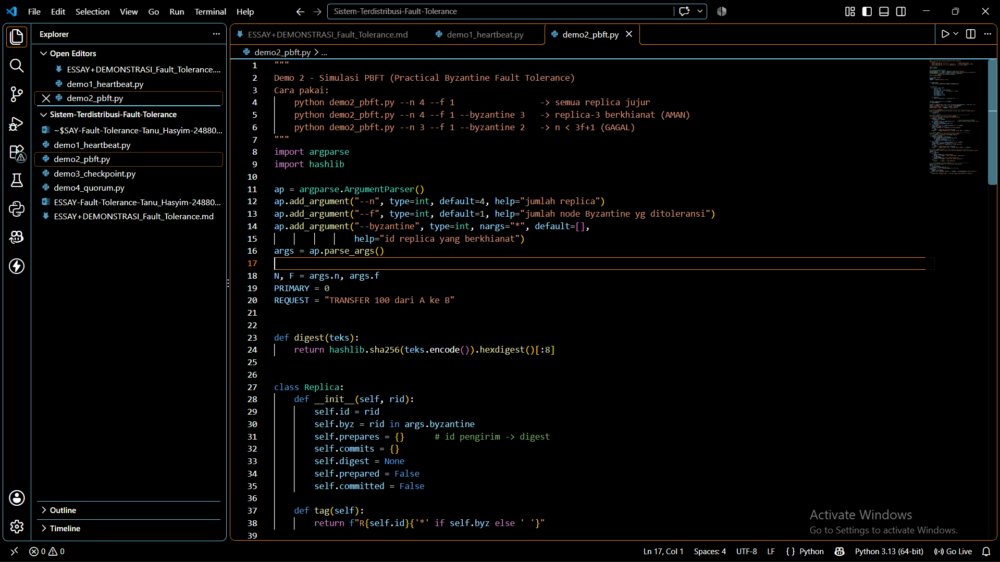 File Edit Selection View Go Run Terminal Help
Sistem-Terdistribusi-Fault-Tolerance
Explorer
Open Editors
ESSAY+DEMONSTRASI_Fault_Tolerance....
demo1_heartbeat.py
demo2_pbft.py
Sistem-Terdistribusi-Fault-Tolerance
~$SAY-Fault-Tolerance-Tanu_Hasyim-24880...
demo1_heartbeat.py
demo2_pbft.py
demo3_checkpoint.py
demo4_quorum.py
ESSAY-Fault-Tolerance-Tanu_Hasyim-24880...
ESSAY+DEMONSTRASI_Fault_Tolerance.md
Outline
Timeline
ESSAY+DEMONSTRASI_Fault_Tolerance.md demo1_heartbeat.py demo2_pbft.py
demo2_pbft.py > ...
1 """
2 Demo 2 - Simulasi PBFT (Practical Byzantine Fault Tolerance)
3 Cara pakai:
4 python demo2_pbft.py --n 4 --f 1 -> semua replica jujur
5 python demo2_pbft.py --n 4 --f 1 --byzantine 3 -> replica-3 berkhianat (AMAN)
6 python demo2_pbft.py --n 3 --f 1 --byzantine 2 -> n < 3f+1 (GAGAL)
7 """
8 import argparse
9 import hashlib
10
11 ap = argparse.ArgumentParser()
12 ap.add_argument("--n", type=int, default=4, help="jumlah replica")
13 ap.add_argument("--f", type=int, default=1, help="jumlah node Byzantine yg ditoleransi")
14 ap.add_argument("--byzantine", type=int, nargs="*", default=[],
15 help="id replica yang berkhianat")
16 args = ap.parse_args()
17
18 N, F = args.n, args.f
19 PRIMARY = 0
20 REQUEST = "TRANSFER 100 dari A ke B"
21
22
23 def digest(teks):
24 return hashlib.sha256(teks.encode()).hexdigest()[:8]
25
26
27 class Replica:
28 def __init__(self, rid):
29 self.id = rid
30 self.byz = rid in args.byzantine
31 self.prepares = {} # id pengirim -> digest
32 self.commits = {}
33 self.digest = None
34 self.prepared = False
35 self.committed = False
36
37 def tag(self):
38 return f"R{self.id}{'*' if self.byz else ' '}"
39
Activate Windows
Go to Settings to activate Windows.
0 0 Ln 17, Col 1 Spaces: 4 UTF-8 LF { } Python Python 3.13 (64-bit) Go Live